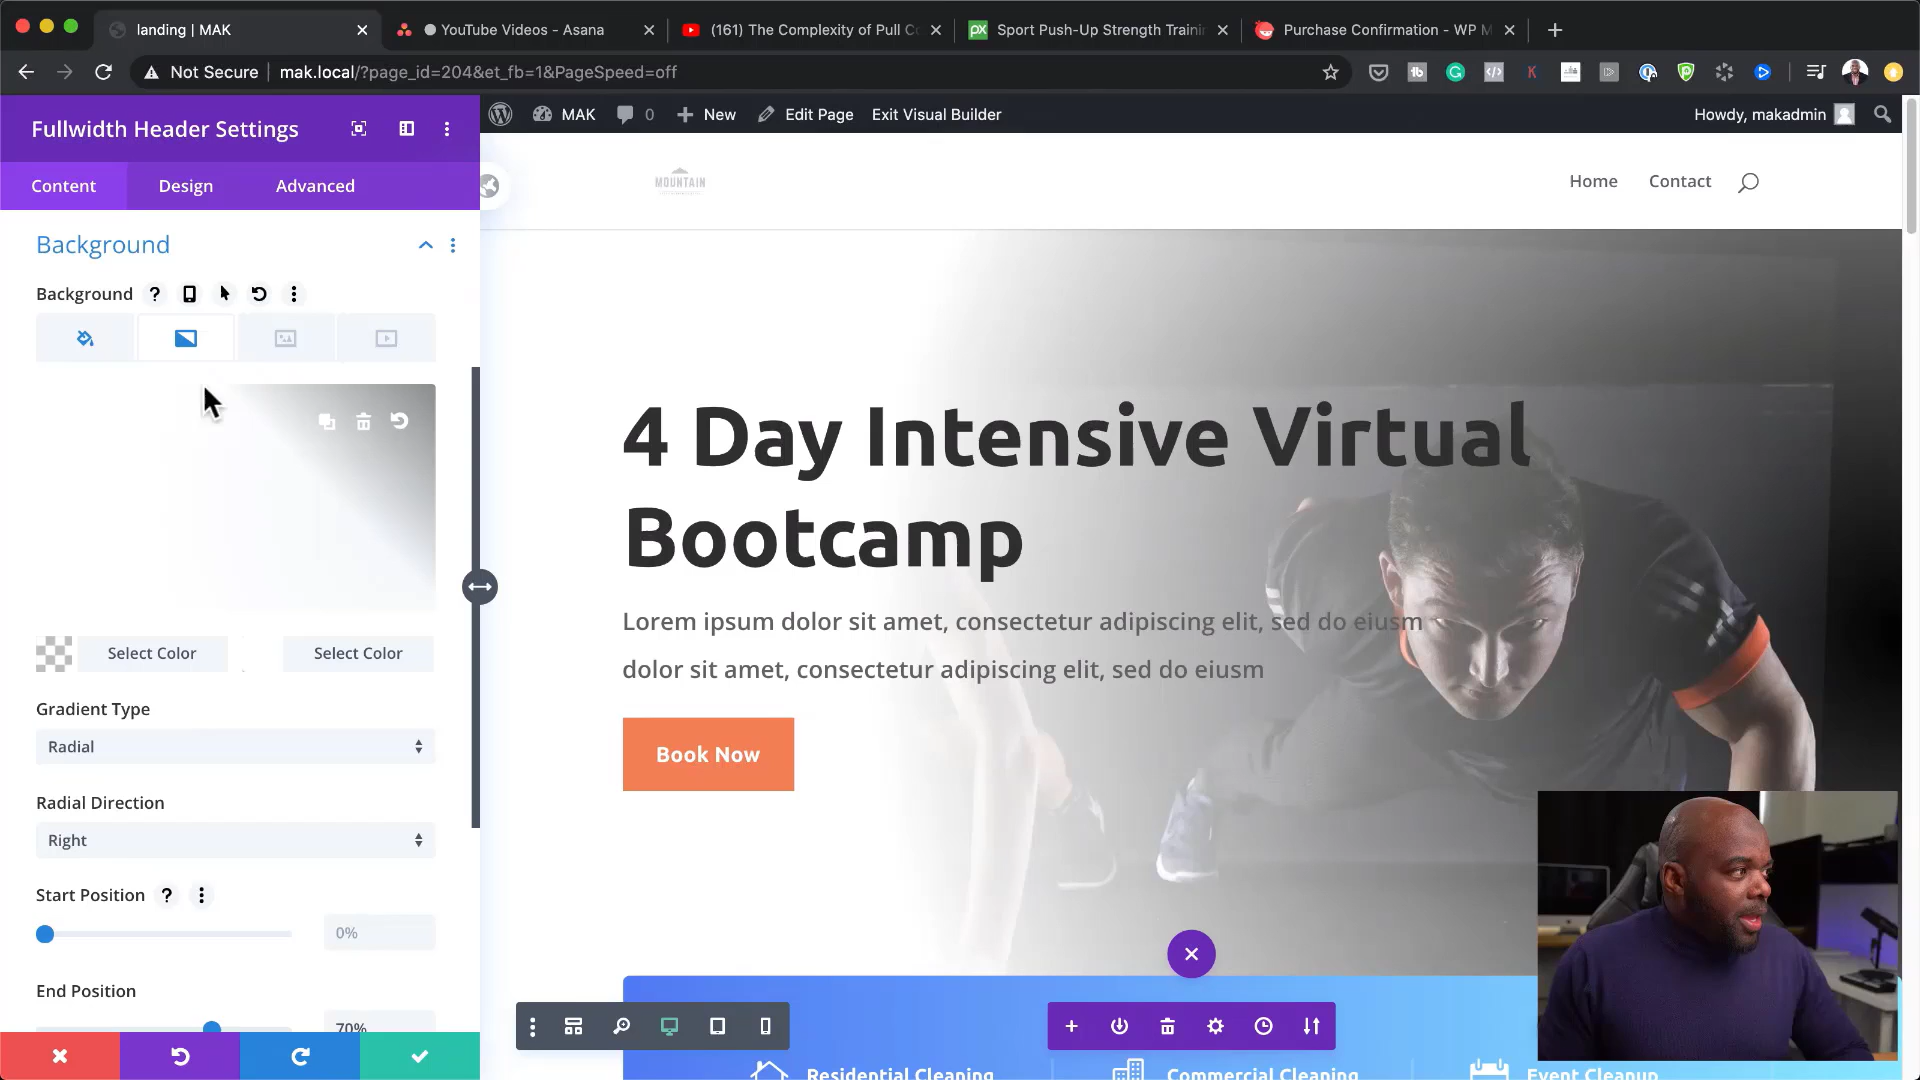 landing | MAK
YouTube Videos - Asana
(161) The Complexity of Pull Co
Sport Push-Up Strength Trainin
Purchase Confirmation - WP M
Not Secure
mak.local/?page_id=204&et_fb=1&PageSpeed=off
Fullwidth Header Settings
MAK
0
New
Edit Page
Exit Visual Builder
Howdy, makadmin
Content
Design
Advanced
MOUNTAIN
Home
Contact
Background
Background
Select Color
Select Color
Gradient Type
Radial
Radial Direction
Right
Start Position
0%
End Position
70%
4 Day Intensive Virtual
Bootcamp
Lorem ipsum dolor sit amet, consectetur adipiscing elit, sed do eiusm
dolor sit amet, consectetur adipiscing elit, sed do eiusm
Book Now
Residential Cleaning
Commercial Cleaning
Event Cleanup